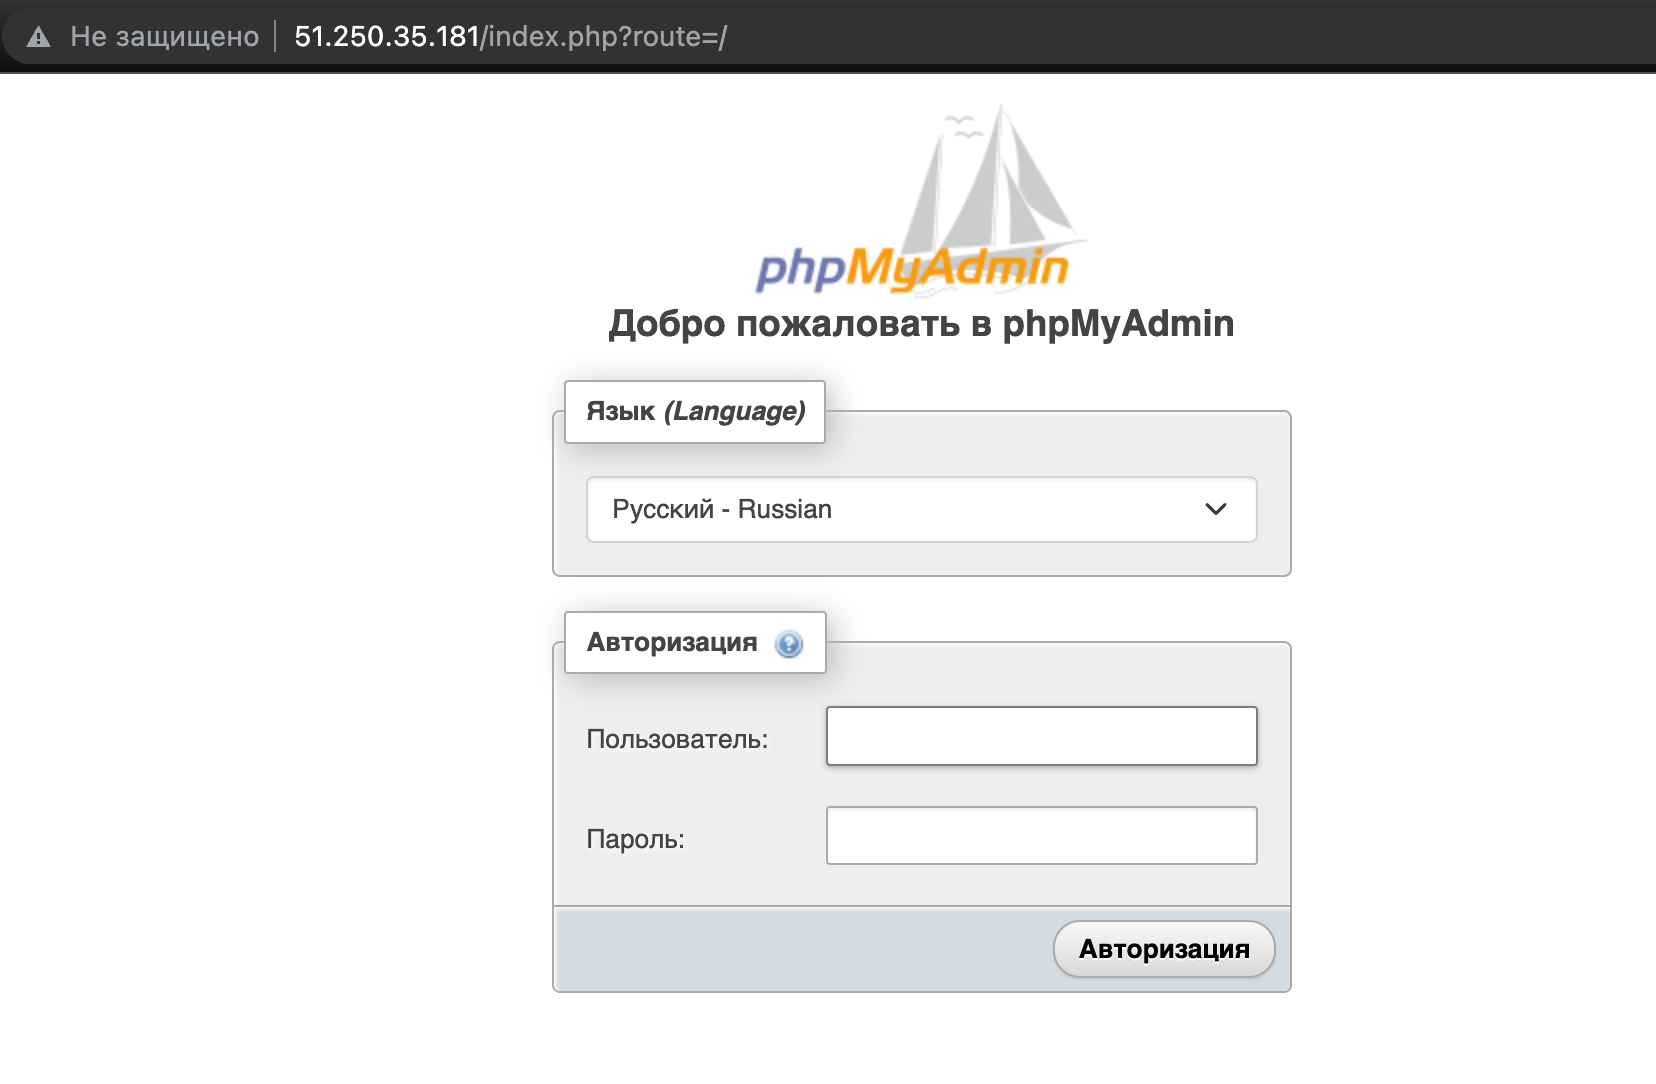 Не защищено | 51.250.35.181/index.php?route=/
phpMyAdmin
Добро пожаловать в phpMyAdmin
Язык (Language)
Русский - Russian
Авторизация
Пользователь:
Пароль:
Авторизация